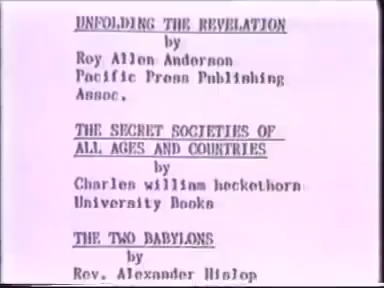 UNFOLDING THE REVELATION
by
Roy Allen Anderson
Pacific Press Publishing
Assoc.
THE SECRET SOCIETIES OF
ALL AGES AND COUNTRIES
by
Charles william heckethorn
University Books
THE TWO BABYLONS
by
Rev. Alexander Hislop